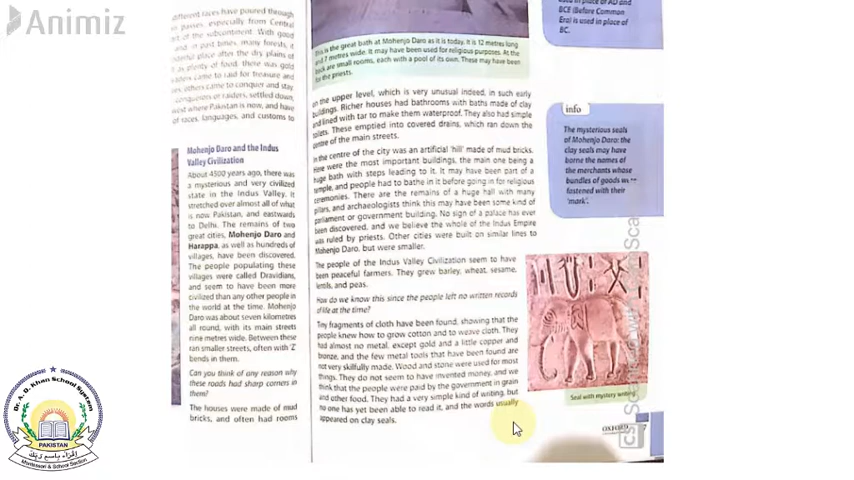 Animiz
different races have poured through
passes, especially from Central
of the subcontinent. With good
and, in past times, many forests, it
place after the dry plains of
as plenty of food, there was gold
came to raid for treasure and
others came to conquer and stay.
conquerors or raiders, settled down,
west where Pakistan is now, and have
of races, languages, and customs to
Mohenjo Daro and the Indus
Valley Civilization
About 4500 years ago, there was
a mysterious and very civilized
state in the Indus Valley. It
stretched over almost all of what
is now Pakistan, and eastwards
to Delhi. The remains of two
great cities, Mohenjo Daro and
Harappa, as well as hundreds of
villages, have been discovered.
The people populating these
villages were called Dravidians,
and seem to have been more
civilized than any other people in
the world at the time. Mohenjo
Daro was about seven kilometres
all round, with its main streets
nine metres wide. Between these
ran smaller streets, often with 'Z'
bends in them.
Can you think of any reason why
these roads had sharp corners in
them?
The houses were made of mud
bricks, and often had rooms
This is the great bath at Mohenjo Daro as it is today. It is 12 metres long
and 7 metres wide. It may have been used for religious purposes. At the
back are small rooms, each with a pool of its own. These may have been
for the priests.
on the upper level, which is very unusual indeed, in such early
buildings. Richer houses had bathrooms with baths made of clay
and lined with tar to make them waterproof. They also had simple
toilets. These emptied into covered drains, which ran down the
centre of the main streets.
In the centre of the city was an artificial 'hill' made of mud bricks.
Here were the most important buildings, the main one being a
huge bath with steps leading to it. It may have been part of a
temple, and people had to bathe in it before going in for religious
ceremonies. There are the remains of a huge hall with many
pillars, and archaeologists think this may have been some kind of
parliament or government building. No sign of a palace has ever
been discovered, and we believe the whole of the Indus Empire
was ruled by priests. Other cities were built on similar lines to
Mohenjo Daro, but were smaller.
The people of the Indus Valley Civilization seem to have
been peaceful farmers. They grew barley, wheat, sesame,
lentils, and peas.
How do we know this since the people left no written records
of life at the time?
Tiny fragments of cloth have been found, showing that the
people knew how to grow cotton and to weave cloth. They
had almost no metal, except gold and a little copper and
bronze, and the few metal tools that have been found are
not very skilfully made. Wood and stone were used for most
things. They do not seem to have invented money, and we
think that the people were paid by the government in grain
and other food. They had a very simple kind of writing, but
no one has yet been able to read it, and the words usually
appeared on clay seals.
used in place of AD and
BCE (Before Common
Era) is used in place of
BC.
info
The mysterious seals
of Mohenjo Daro: the
clay seals may have
borne the names of
the merchants whose
bundles of goods
fastened with their
'mark'.
Seal with mystery writing
OXFORD
7
Dr. A. Q. Khan School System
PAKISTAN
Montessori & School Section